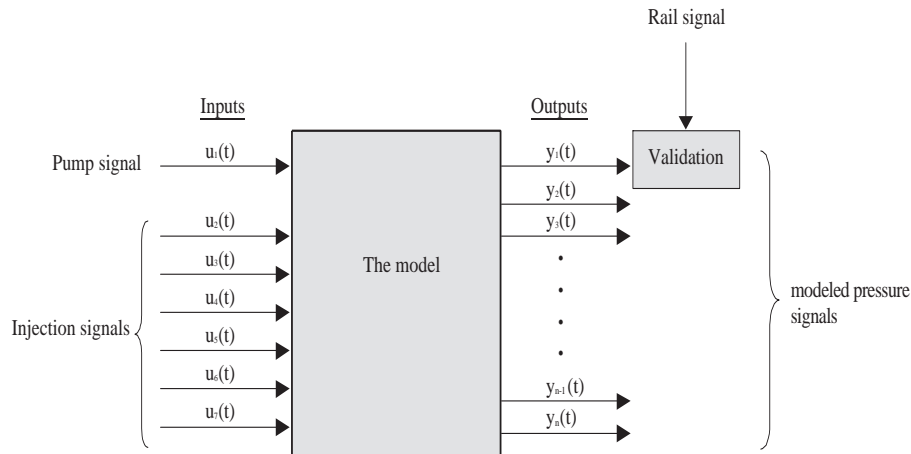 Rail signal
Inputs
Outputs
Pump signal
u₁(t)
y₁(t)
Validation
y₂(t)
u₂(t)
y₃(t)
u₃(t)
The model
u₄(t)
modeled pressure
signals
Injection signals
u₅(t)
u₆(t)
yₙ₋₁(t)
u₇(t)
yₙ(t)